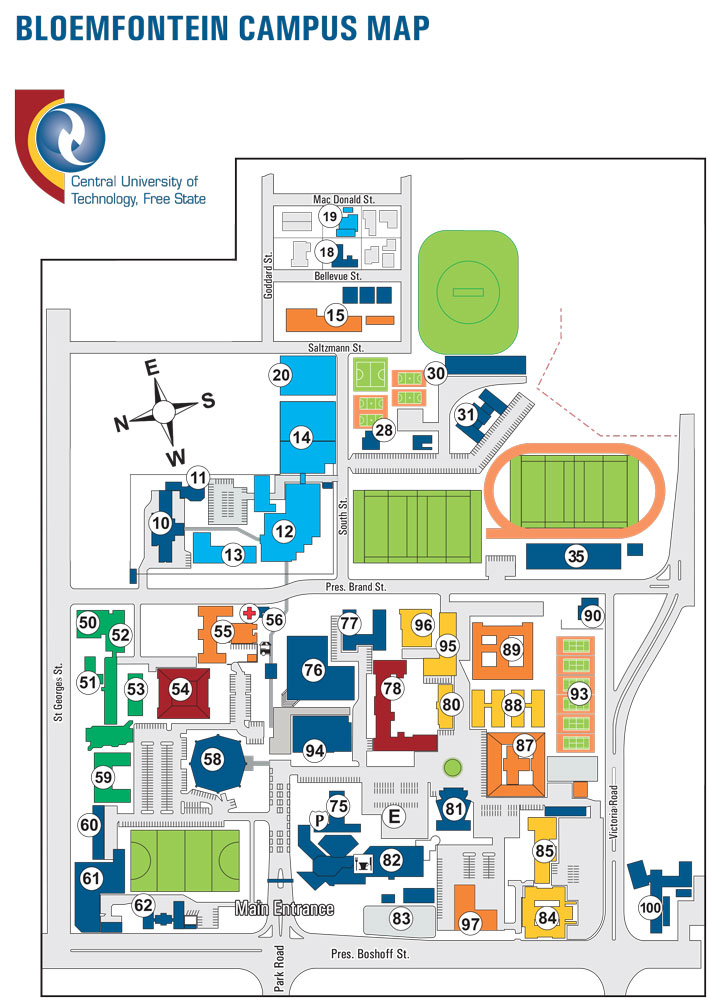 BLOEMFONTEIN CAMPUS MAP
Central University of
Technology, Free State
Mac Donald St.
19
18
Goddard St.
Bellevue St.
15
Saltzmann St.
E
N
S
W
20
30
14
28
31
11
10
12
13
South St.
35
Pres. Brand St.
50
52
55
56
77
96
95
89
90
51
53
54
76
78
80
88
93
St Georges St.
58
94
87
59
75
P
E
81
Victoria Road
60
82
85
61
62
Main Entrance
83
97
84
100
Park Road
Pres. Boshoff St.